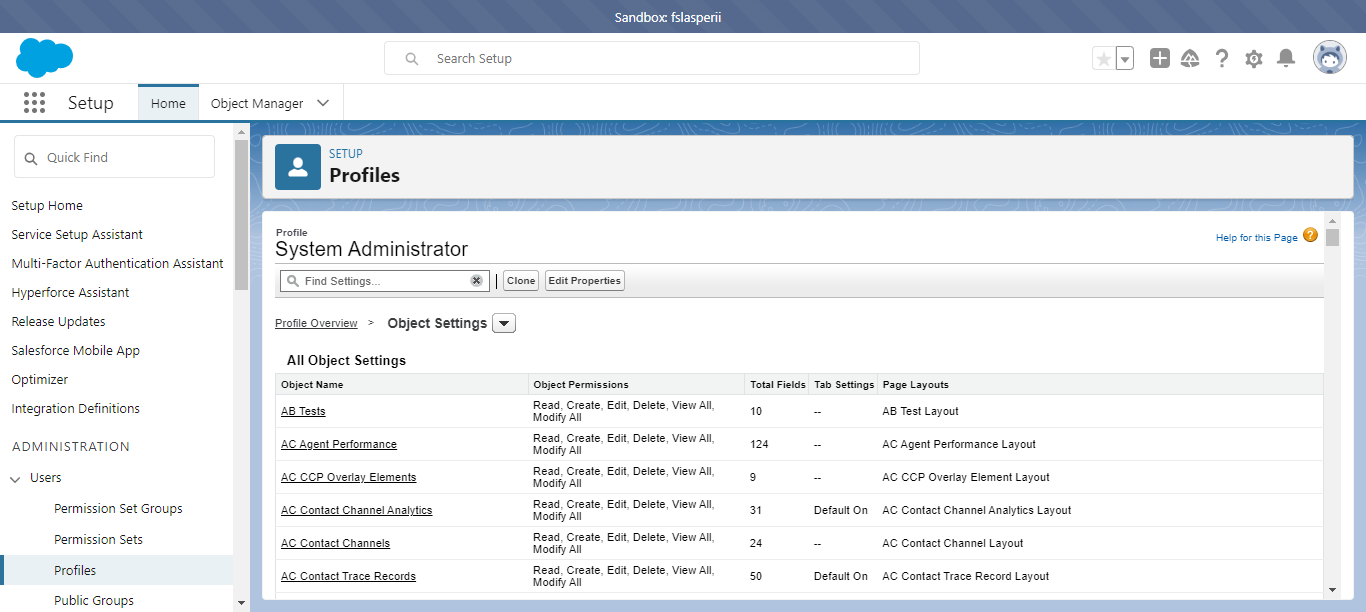 Sandbox: fslasperii
Search Setup
Setup
Home
Object Manager
Quick Find
Setup Home
Service Setup Assistant
Multi-Factor Authentication Assistant
Hyperforce Assistant
Release Updates
Salesforce Mobile App
Optimizer
Integration Definitions
ADMINISTRATION
Users
Permission Set Groups
Permission Sets
Profiles
Public Groups
SETUP
Profiles
Profile
System Administrator
Help for this Page ?
Find Settings...
Clone
Edit Properties
Profile Overview > Object Settings
All Object Settings
Object Name Object Permissions Total Fields Tab Settings Page Layouts
AB Tests Read, Create, Edit, Delete, View All, 10 -- AB Test Layout
Modify All
AC Agent Performance Read, Create, Edit, Delete, View All, 124 -- AC Agent Performance Layout
Modify All
AC CCP Overlay Elements Read, Create, Edit, Delete, View All, 9 -- AC CCP Overlay Element Layout
Modify All
AC Contact Channel Analytics Read, Create, Edit, Delete, View All, 31 Default On AC Contact Channel Analytics Layout
Modify All
AC Contact Channels Read, Create, Edit, Delete, View All, 24 -- AC Contact Channel Layout
Modify All
AC Contact Trace Records Read, Create, Edit, Delete, View All, 50 Default On AC Contact Trace Record Layout
Modify All